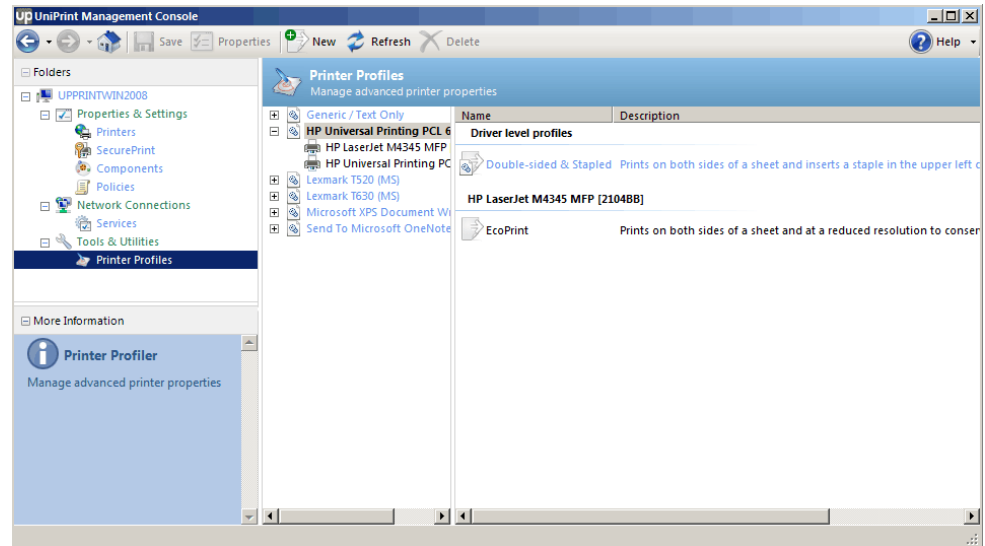 UP UniPrint Management Console
Save Properties New Refresh Delete Help
Folders
UPPRINTWIN2008
Properties & Settings
Printers
SecurePrint
Components
Policies
Network Connections
Services
Tools & Utilities
Printer Profiles
More Information
Printer Profiler
Manage advanced printer properties
Printer Profiles
Manage advanced printer properties
Generic / Text Only
HP Universal Printing PCL 6
HP LaserJet M4345 MFP
HP Universal Printing PC
Lexmark T520 (MS)
Lexmark T630 (MS)
Microsoft XPS Document Wr
Send To Microsoft OneNote
Name Description
Driver level profiles
Double-sided & Stapled Prints on both sides of a sheet and inserts a staple in the upper left c
HP LaserJet M4345 MFP [2104BB]
EcoPrint Prints on both sides of a sheet and at a reduced resolution to conser